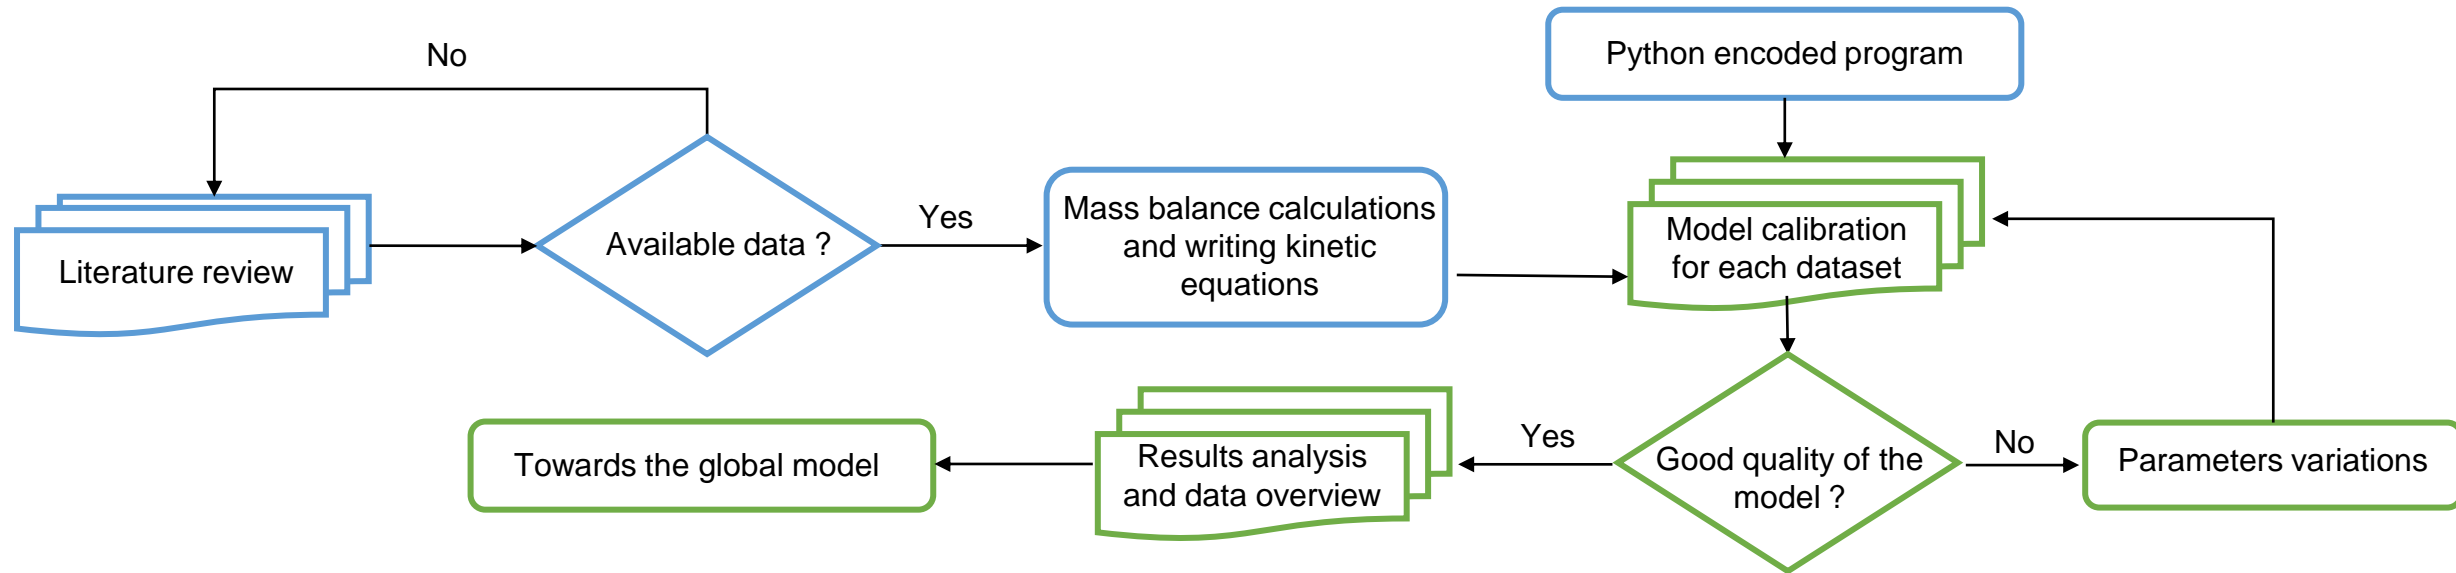 No
Python encoded program
Literature review
Available data ?
Yes
Mass balance calculations
and writing kinetic
equations
Model calibration
for each dataset
Towards the global model
Results analysis
and data overview
Yes
Good quality of the
model ?
No
Parameters variations